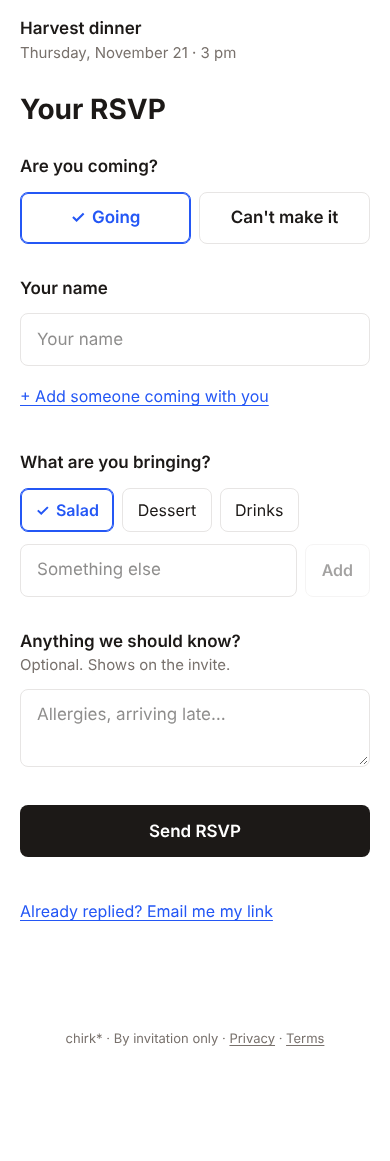 Harvest dinner
Thursday, November 21 · 3 pm
Your RSVP
Are you coming?
✓ Going
Can't make it
Your name
Your name
+ Add someone coming with you
What are you bringing?
✓ Salad
Dessert
Drinks
Something else
Add
Anything we should know?
Optional. Shows on the invite.
Allergies, arriving late...
Send RSVP
Already replied? Email me my link
chirk* · By invitation only · Privacy · Terms